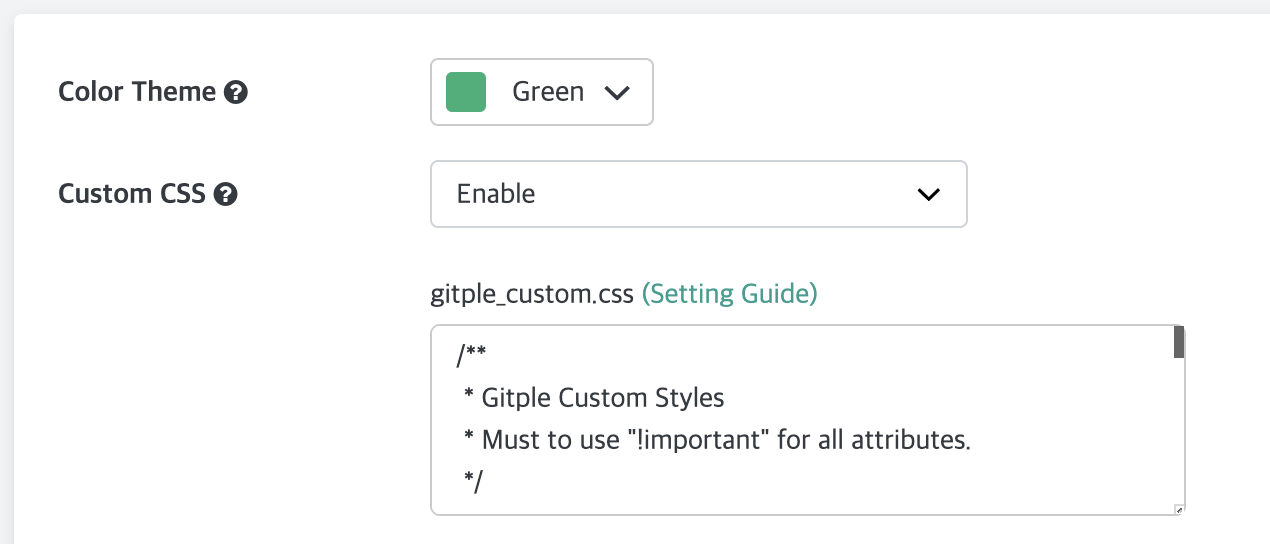 Color Theme ?
Green
Custom CSS ?
Enable
gitple_custom.css (Setting Guide)
/**
* Gitple Custom Styles
* Must to use "!important" for all attributes.
*/